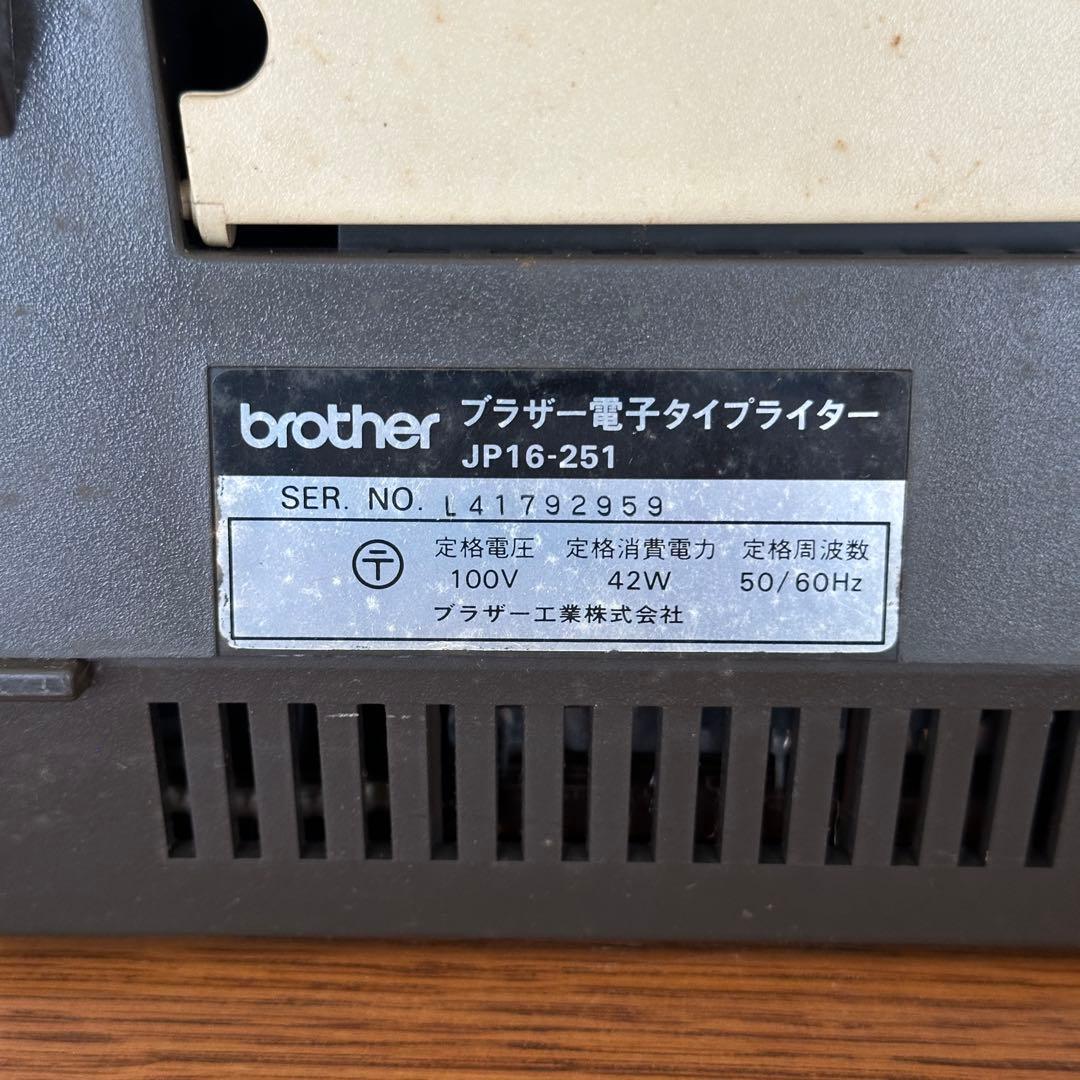 brother ブラザー電子タイプライター
JP16-251
SER. NO. L41792959
〒 定格電圧 定格消費電力 定格周波数
100V 42W 50/60Hz
ブラザー工業株式会社